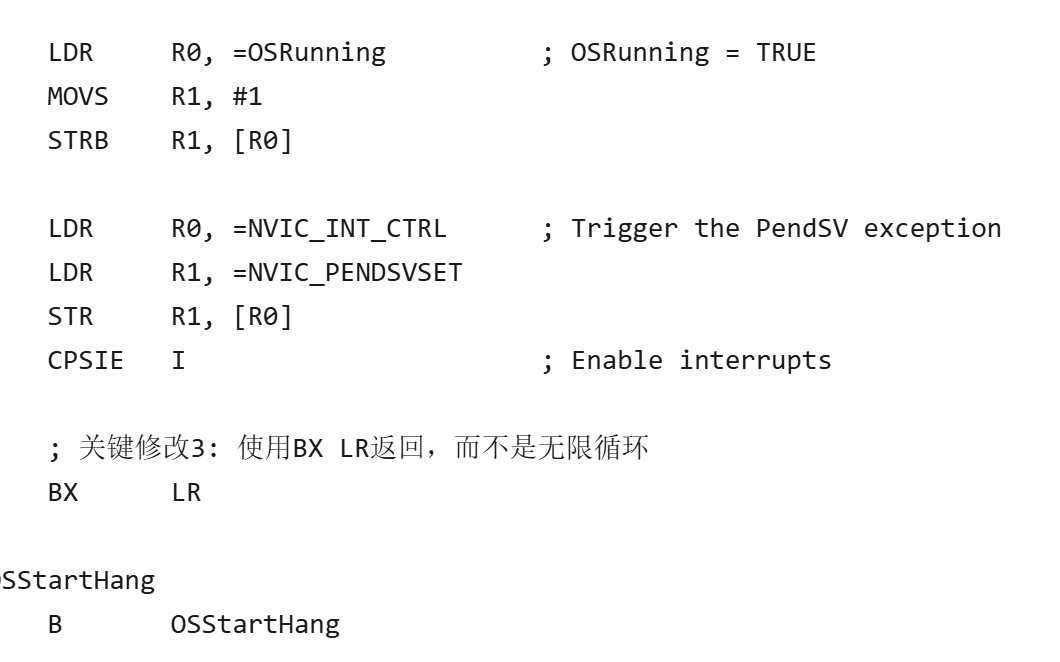 LDR     R0, =OSRunning          ; OSRunning = TRUE
MOVS    R1, #1
STRB    R1, [R0]
LDR     R0, =NVIC_INT_CTRL      ; Trigger the PendSV exception
LDR     R1, =NVIC_PENDSVSET
STR     R1, [R0]
CPSIE   I                       ; Enable interrupts
; 关键修改3: 使用BX LR返回，而不是无限循环
BX      LR
OSStartHang
B       OSStartHang